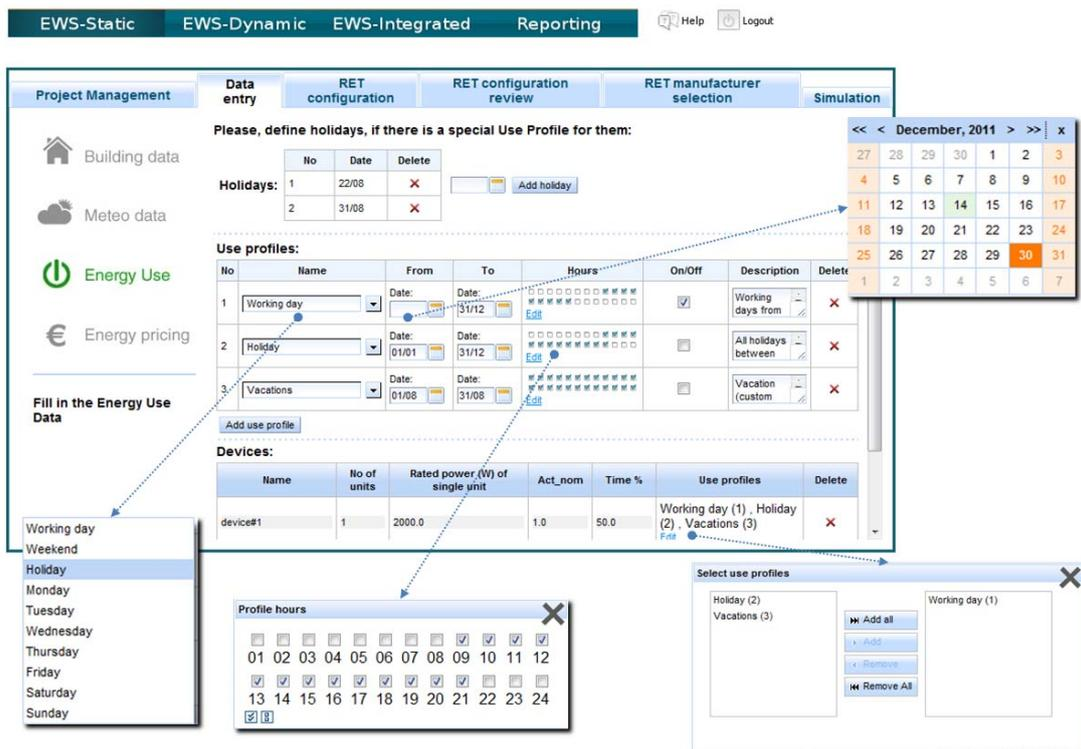 EWS-Static EWS-Dynamic EWS-Integrated Reporting Help Logout
Project Management
Data entry
RET configuration
RET configuration review
RET manufacturer selection
Simulation
Building data
Meteo data
Energy Use
Energy pricing
Fill in the Energy Use
Data
Please, define holidays, if there is a special Use Profile for them:
Holidays:
No Date Delete
1 22/08
2 31/08
Add holiday
Use profiles:
No Name From To Hours On/Off Description Delete
1 Working day Date: Date: 31/12 Edit Working days from
2 Holiday Date: 01/01 Date: 31/12 Edit All holidays between
3 Vacations Date: 01/08 Date: 31/08 Edit Vacation (custom
Add use profile
Devices:
Name No of units Rated power (W) of single unit Act_nom Time % Use profiles Delete
device#1 1 2000.0 1.0 50.0 Working day (1) , Holiday (2) , Vacations (3)
Edit
<< < December, 2011 > >> x
27 28 29 30 1 2 3
4 5 6 7 8 9 10
11 12 13 14 15 16 17
18 19 20 21 22 23 24
25 26 27 28 29 30 31
1 2 3 4 5 6 7
Working day
Weekend
Holiday
Monday
Tuesday
Wednesday
Thursday
Friday
Saturday
Sunday
Profile hours
01 02 03 04 05 06 07 08 09 10 11 12
13 14 15 16 17 18 19 20 21 22 23 24
Select use profiles
Holiday (2)
Vacations (3)
Add all
Add
Remove
Remove All
Working day (1)